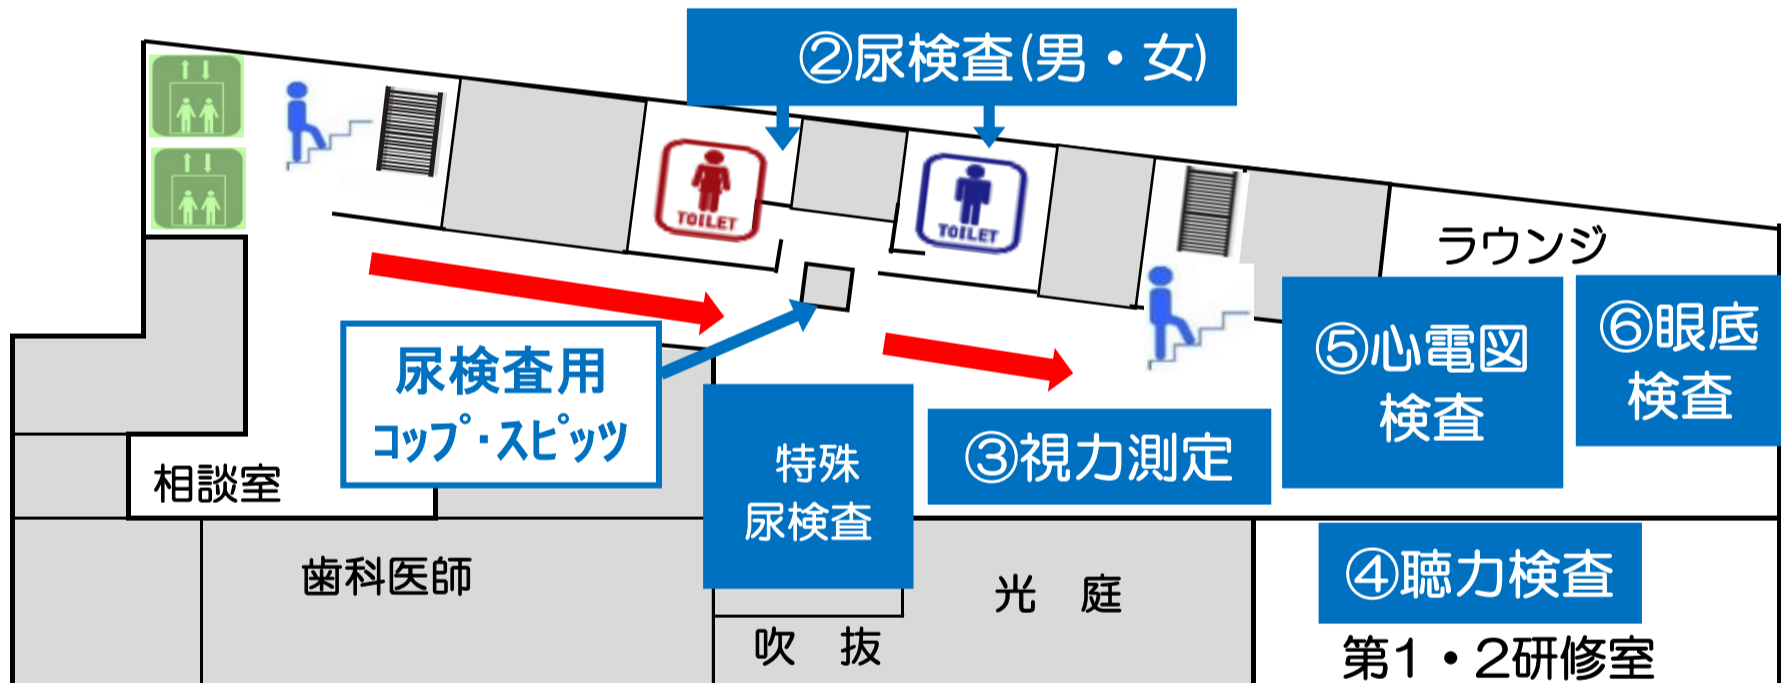 ②尿検査(男・女)
TOILET
TOILET
ラウンジ
尿検査用
コップ・スピッツ
特殊
尿検査
③視力測定
⑤心電図
検査
⑥眼底
検査
相談室
歯科医師
光　庭
④聴力検査
吹　抜
第1・2研修室